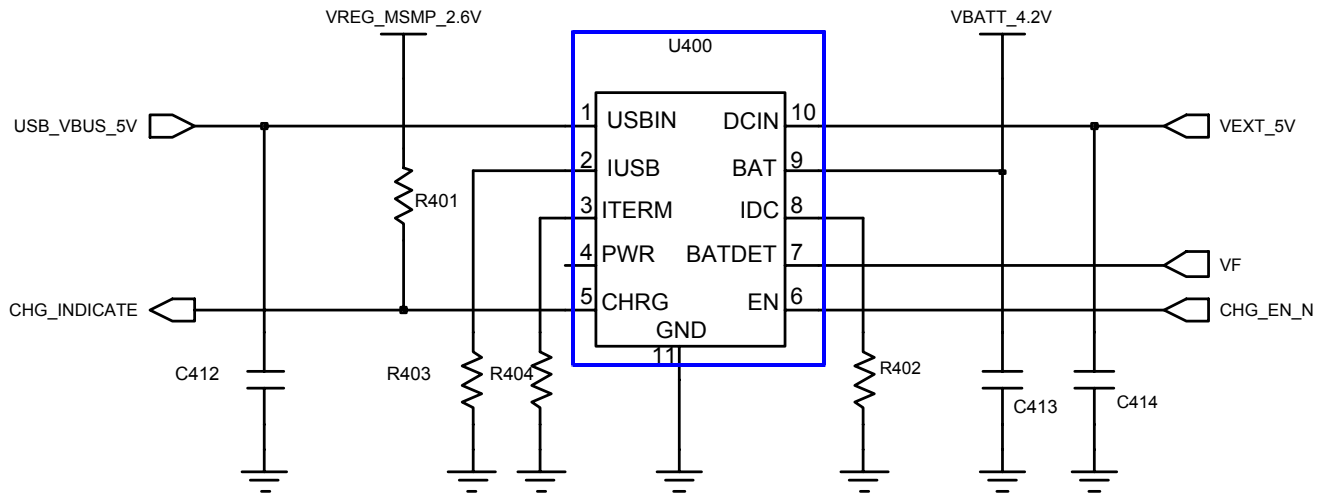 VREG_MSMP_2.6V
VBATT_4.2V
U400
USB_VBUS_5V
1
USBIN
DCIN
10
VEXT_5V
2
IUSB
BAT
9
R401
3
ITERM
IDC
8
4
PWR
BATDET
7
VF
CHG_INDICATE
5
CHRG
EN
6
CHG_EN_N
GND
11
C412
R403
R404
R402
C413
C414